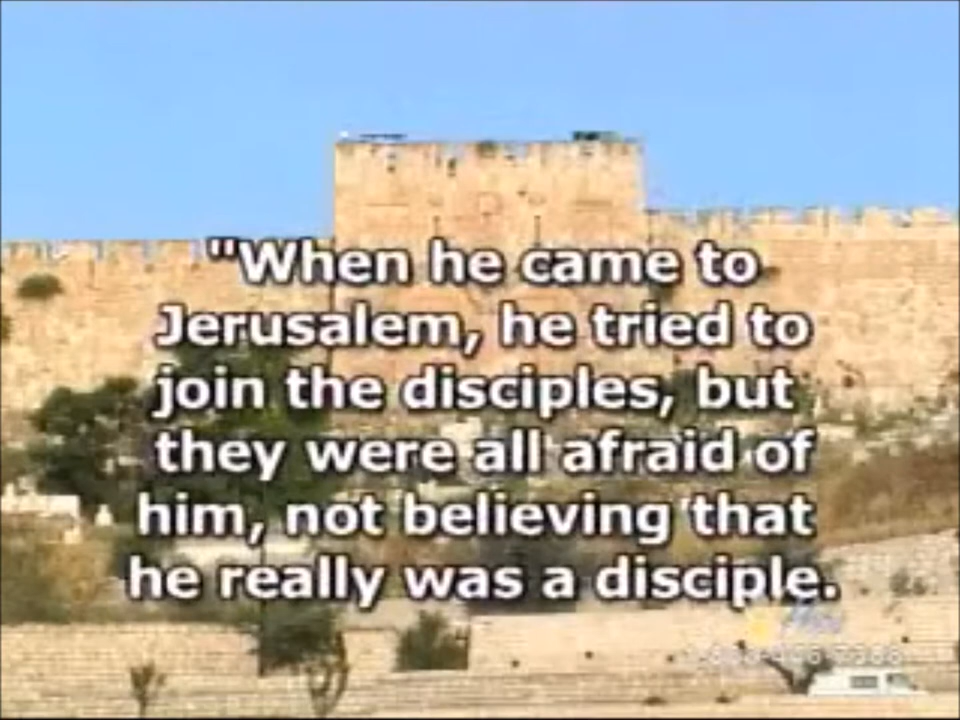 "When he came to
Jerusalem, he tried to
join the disciples, but
they were all afraid of
him, not believing that
he really was a disciple.